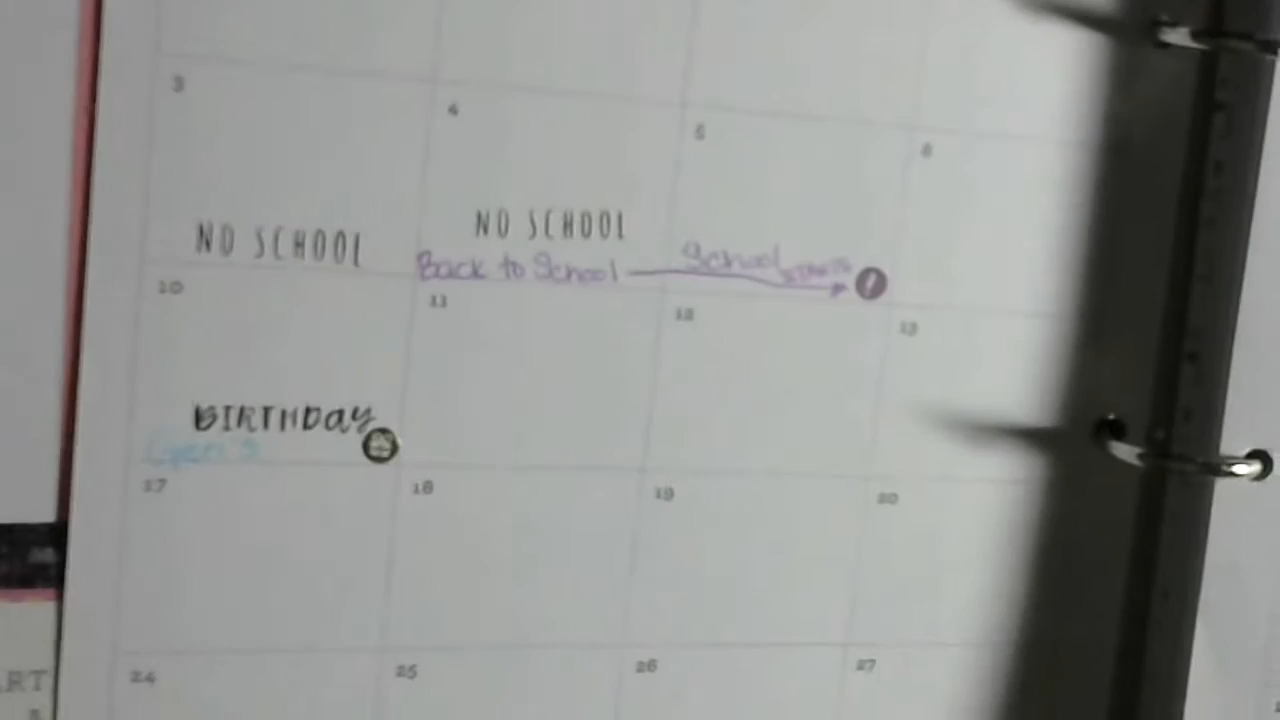 3 4 5 6
NO SCHOOL
NO SCHOOL
Back to School
School starts
10 11 12 13
BIRTHDAY
17 18 19 20
24 25 26 27